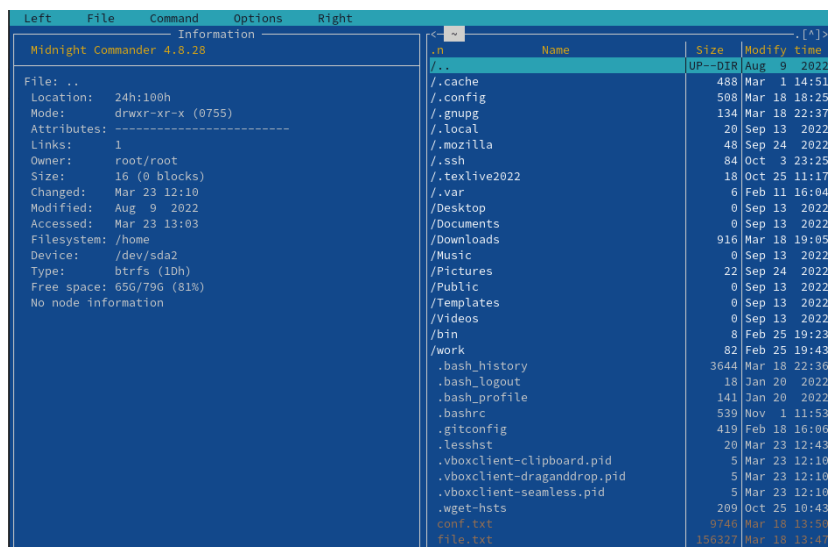 Left File Command Options Right
Information
Midnight Commander 4.8.28
File: ..
Location: 24h:100h
Mode: drwxr-xr-x (0755)
Attributes: -------------------------
Links: 1
Owner: root/root
Size: 16 (0 blocks)
Changed: Mar 23 12:10
Modified: Aug 9 2022
Accessed: Mar 23 13:03
Filesystem: /home
Device: /dev/sda2
Type: btrfs (1Dh)
Free space: 65G/79G (81%)
No node information
<- ~ .[^]>
.n Name Size Modify time
/.. UP--DIR Aug 9 2022
/.cache 488 Mar 1 14:51
/.config 508 Mar 18 18:25
/.gnupg 134 Mar 18 22:37
/.local 20 Sep 13 2022
/.mozilla 48 Sep 24 2022
/.ssh 84 Oct 3 23:25
/.texlive2022 18 Oct 25 11:17
/.var 6 Feb 11 16:04
/Desktop 0 Sep 13 2022
/Documents 0 Sep 13 2022
/Downloads 916 Mar 18 19:05
/Music 0 Sep 13 2022
/Pictures 22 Sep 24 2022
/Public 0 Sep 13 2022
/Templates 0 Sep 13 2022
/Videos 0 Sep 13 2022
/bin 8 Feb 25 19:23
/work 82 Feb 25 19:43
.bash_history 3644 Mar 18 22:36
.bash_logout 18 Jan 20 2022
.bash_profile 141 Jan 20 2022
.bashrc 539 Nov 1 11:53
.gitconfig 419 Feb 18 16:06
.lesshst 20 Mar 23 12:43
.vboxclient-clipboard.pid 5 Mar 23 12:10
.vboxclient-draganddrop.pid 5 Mar 23 12:10
.vboxclient-seamless.pid 5 Mar 23 12:10
.wget-hsts 209 Oct 25 10:43
conf.txt 9746 Mar 18 13:50
file.txt 156327 Mar 18 13:47